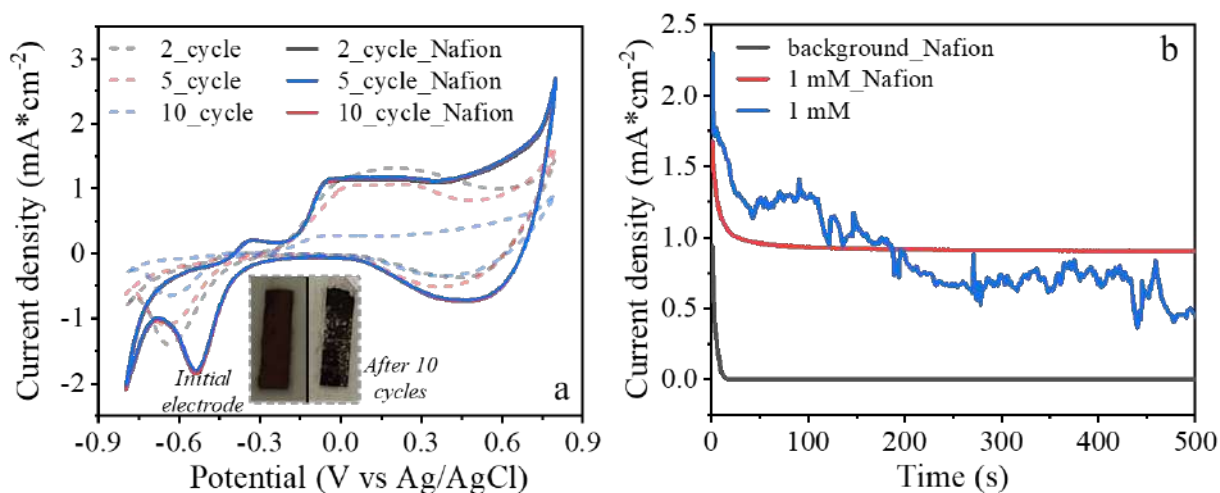 2_cycle
5_cycle
10_cycle
2_cycle_Nafion
5_cycle_Nafion
10_cycle_Nafion
a
Current density (mA*cm-2)
3
2
1
0
-1
-2
Initial
electrode
After 10
cycles
-0.9
-0.6
-0.3
0.0
0.3
0.6
0.9
Potential (V vs Ag/AgCl)
b
background_Nafion
1 mM_Nafion
1 mM
Current density (mA*cm-2)
2.5
2.0
1.5
1.0
0.5
0.0
0
100
200
300
400
500
Time (s)